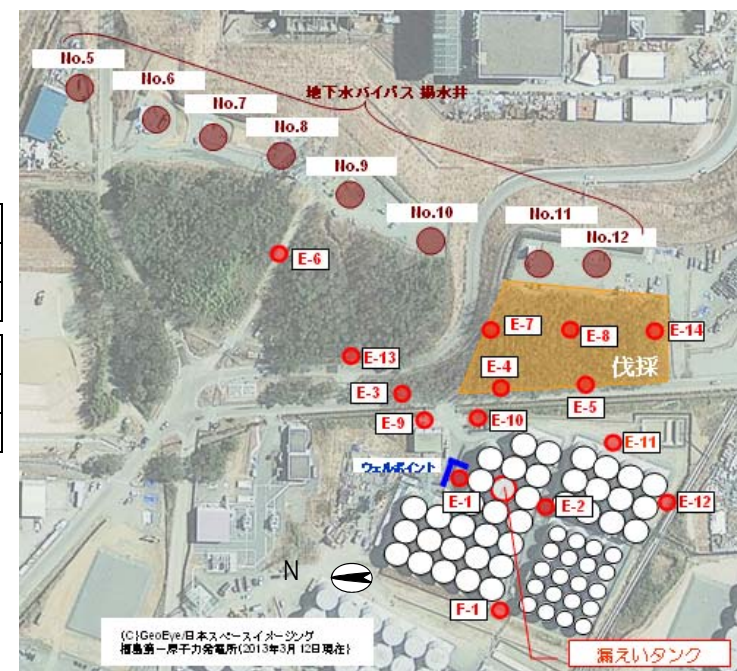 No.5
No.6
No.7
地下水バイパス 揚水井
No.8
No.9
No.10
No.11
No.12
E-6
E-7
E-8
E-14
E-13
E-4
伐採
E-3
E-5
E-9
E-10
E-11
ウェルポイント
E-1
E-2
E-12
N
F-1
(C)GeoEye/日本スペースイメージング
福島第一原子力発電所(2013年3月12日現在)
漏えいタンク